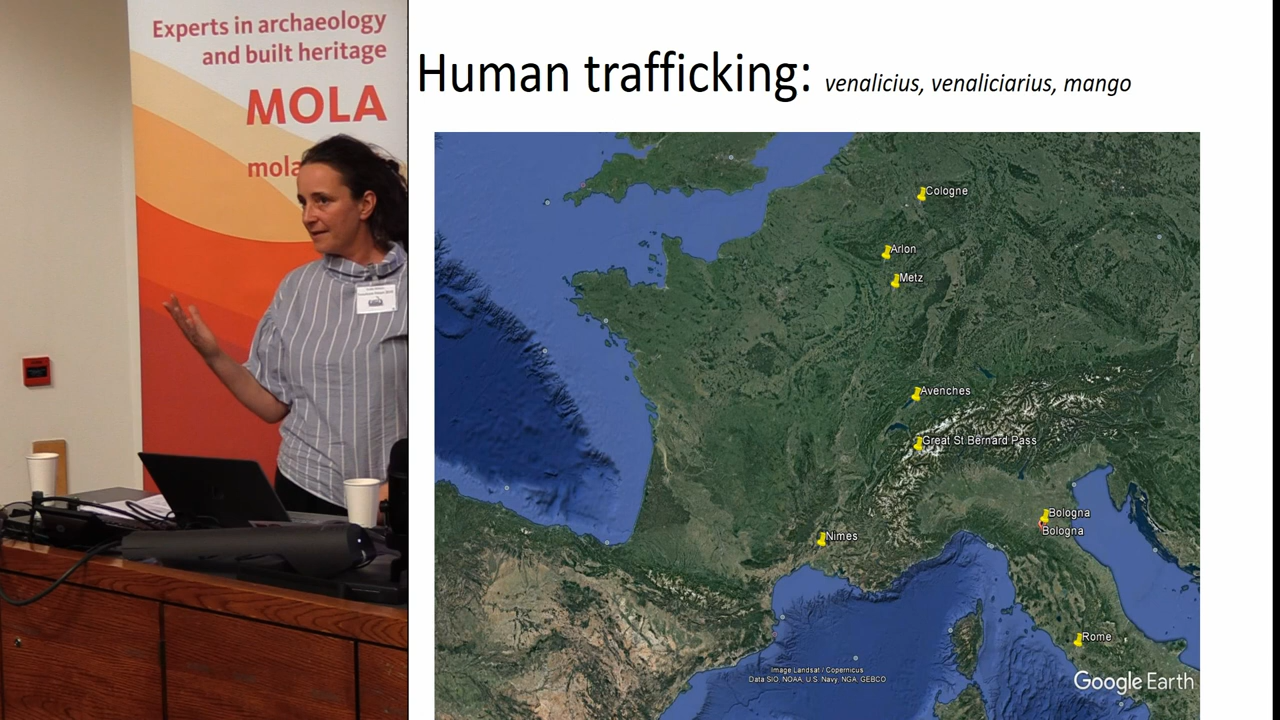 Experts in archaeology
and built heritage
MOLA
mola
Human trafficking: venalicius, venaliciarius, mango
Cologne
Arlon
Metz
Avenches
Great St Bernard Pass
Bologna
Bologna
Nimes
Rome
Image Landsat / Copernicus
Data SIO, NOAA, U.S. Navy, NGA, GEBCO
Google Earth